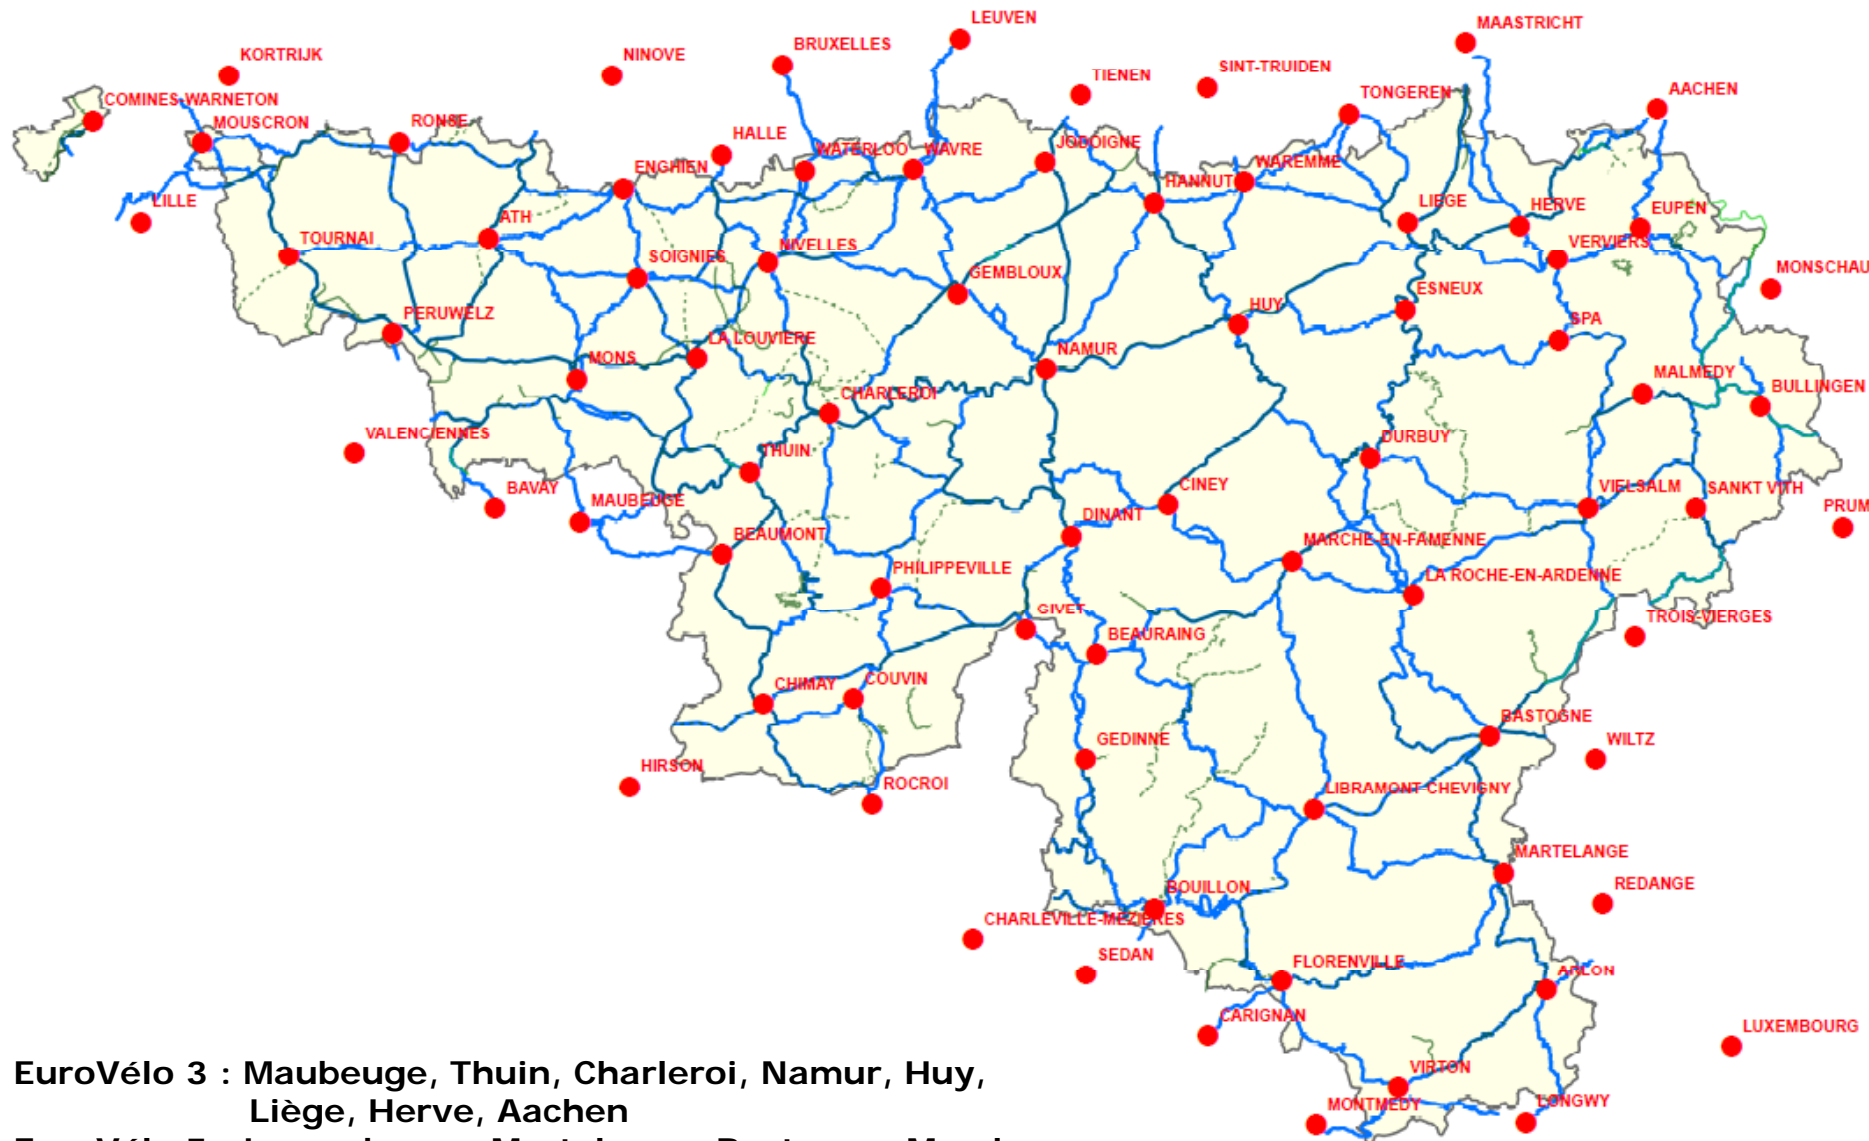 LEUVEN
MAASTRICHT
BRUXELLES
KORTRIJK
NINOVE
SINT-TRUIDEN
TIENEN
AACHEN
COMINES-WARNETON
TONGEREN
MOUSCRON
RONSE
HALLE
JODOIGNE
WATERLOO
WAVRE
ENGHIEN
WAREMME
HANNUT
LILLE
LIEGE
HERVE
EUPEN
ATH
TOURNAI
NIVELLES
VERVIERS
SOIGNIES
MONSCHAU
GEMBLOUX
ESNEUX
HUY
PERUWELZ
SPA
LA LOUVIERE
NAMUR
MONS
MALMEDY
BULLINGEN
CHARLEROI
VALENCIENNES
DURBUY
THUIN
CINEY
VIELSALM
SANKT VITH
BAVAY
MAUBEUGE
PRUM
DINANT
BEAUMONT
MARCHE-EN-FAMENNE
PHILIPPEVILLE
LA ROCHE-EN-ARDENNE
GIVET
TROIS-VIERGES
BEAURAING
CHIMAY
COUVIN
BASTOGNE
GEDINNE
WILTZ
HIRSON
ROCROI
LIBRAMONT-CHEVIGNY
MARTELANGE
REDANGE
BOUILLON
CHARLEVILLE-MEZIERES
SEDAN
FLORENVILLE
ARLON
CARIGNAN
LUXEMBOURG
VIRTON
MONTMEDY
LONGWY
EuroVélo 3 : Maubeuge, Thuin, Charleroi, Namur, Huy,
Liège, Herve, Aachen